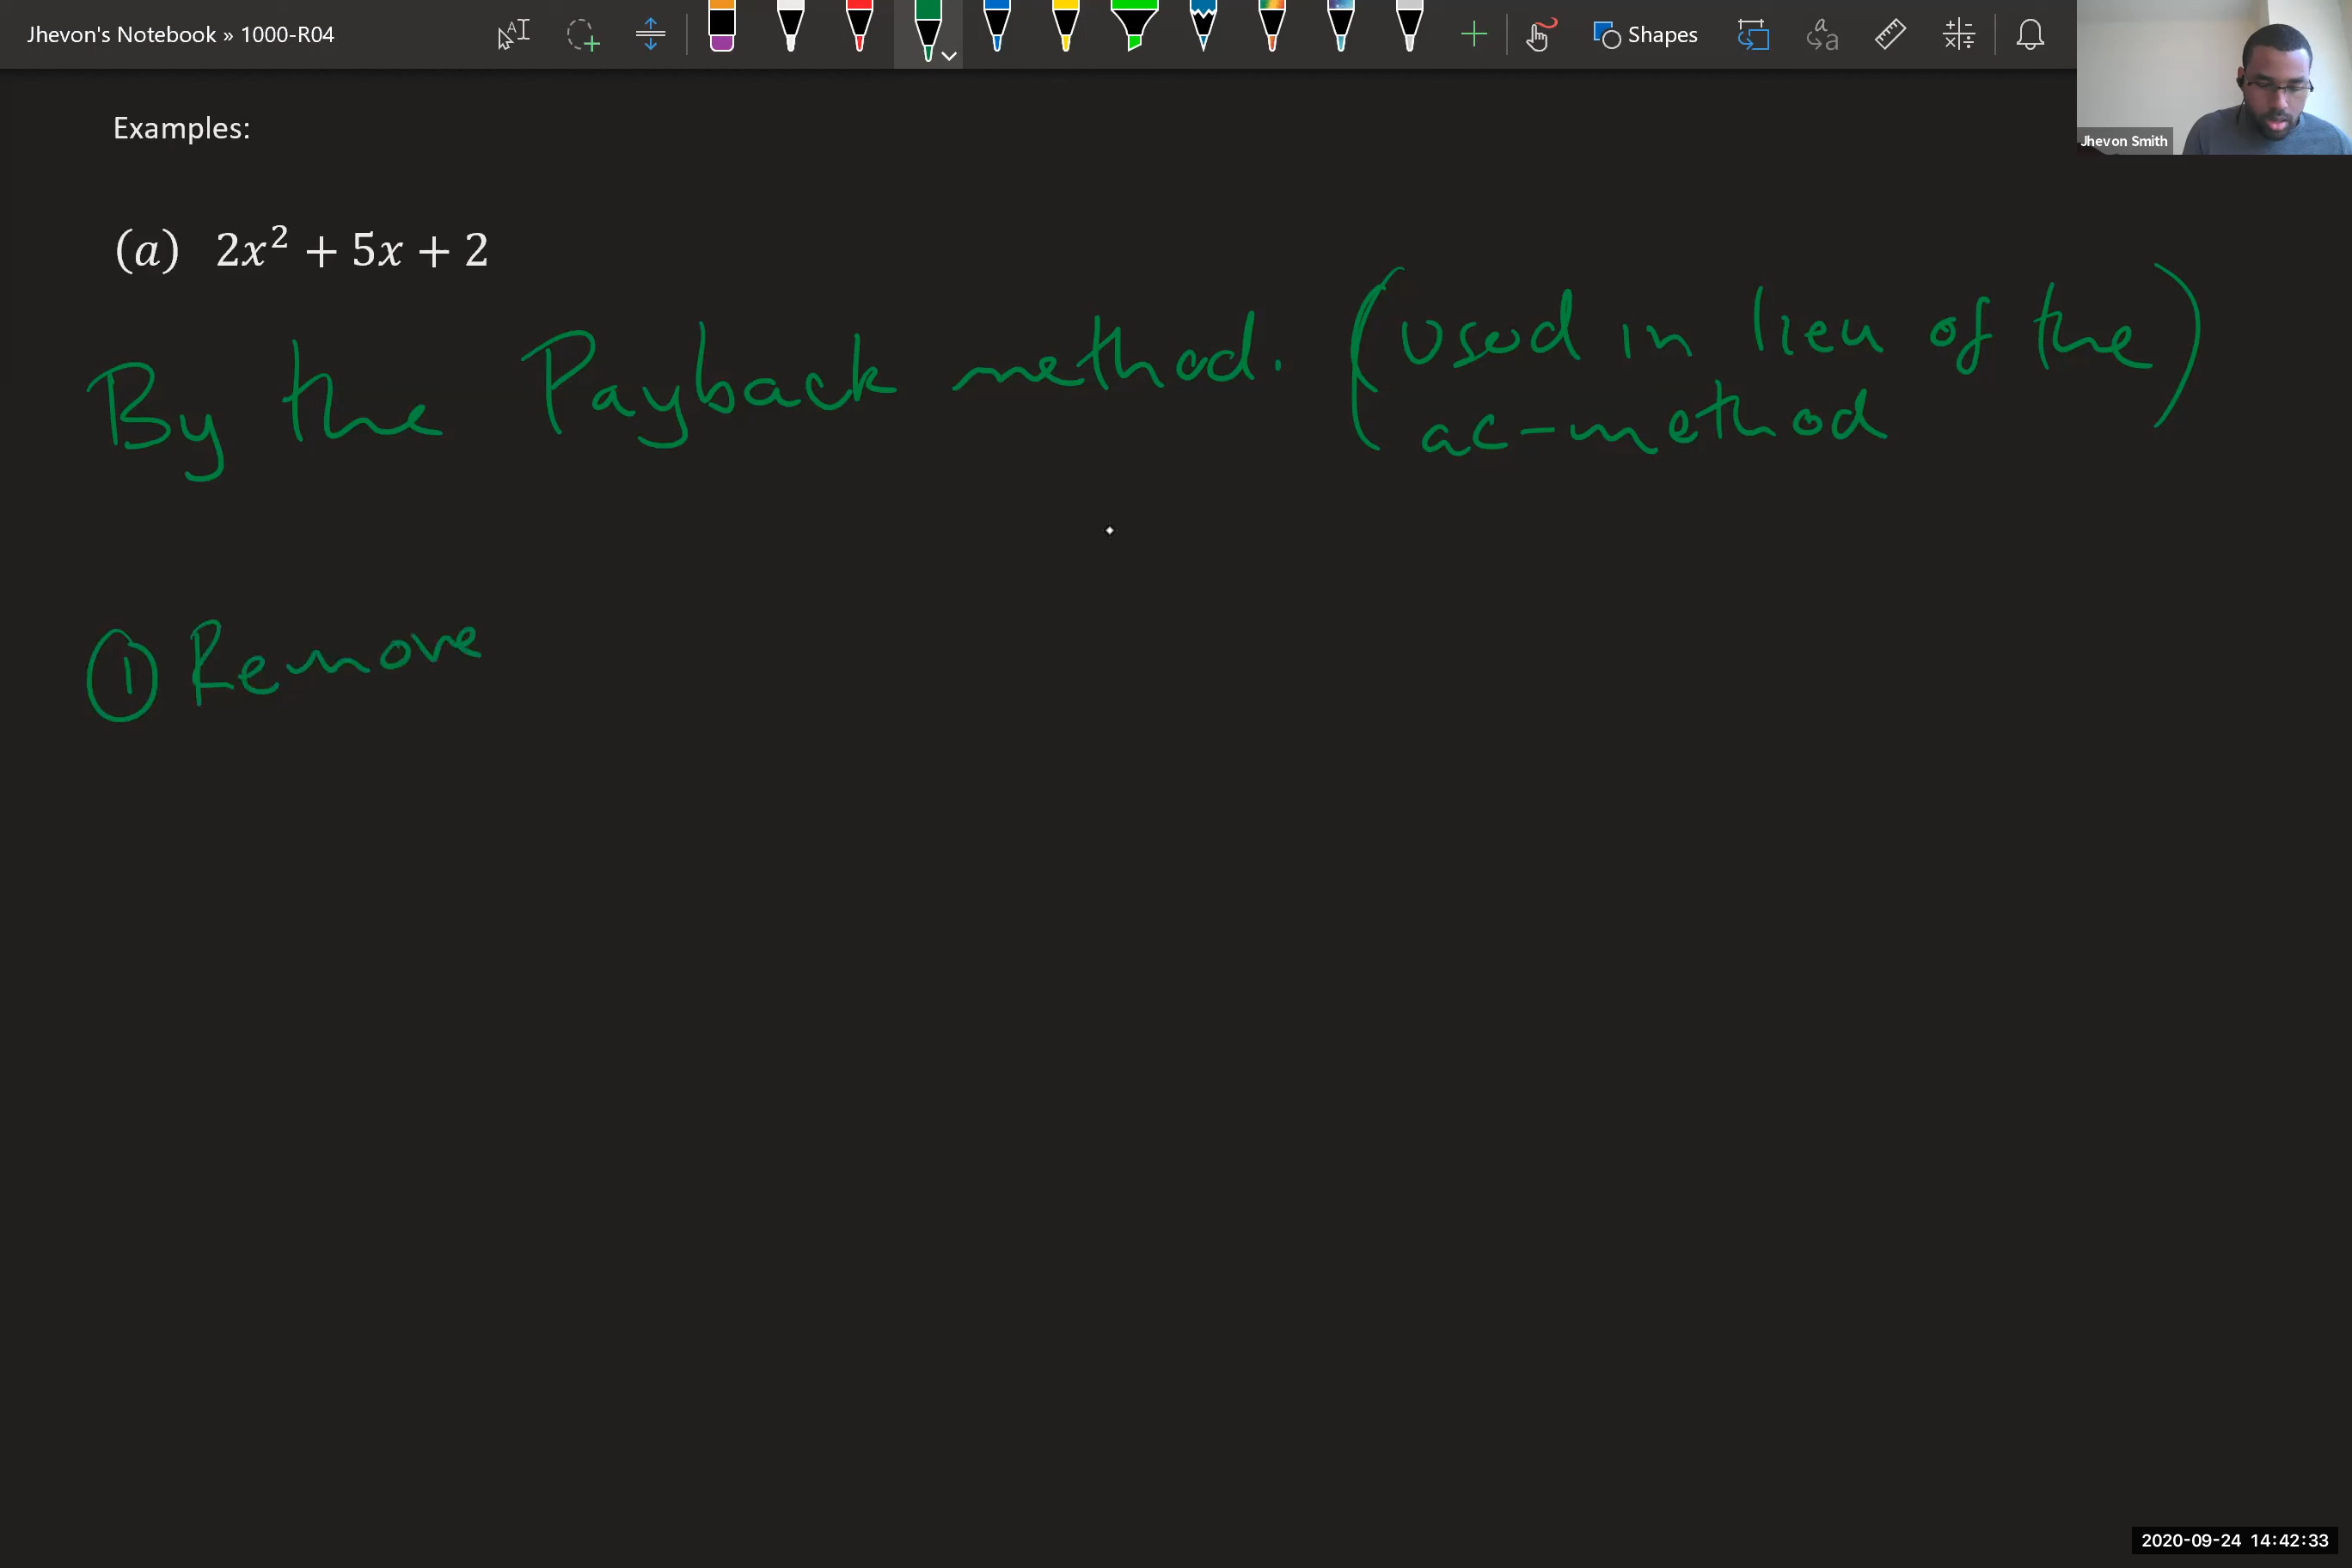 Jhevon's Notebook » 1000-R04
Shapes
Jhevon Smith
Examples:
(a) 2x² + 5x + 2
By the Payback method. (Used in lieu of the
ac-method)
① Remove
2020-09-24 14:42:33